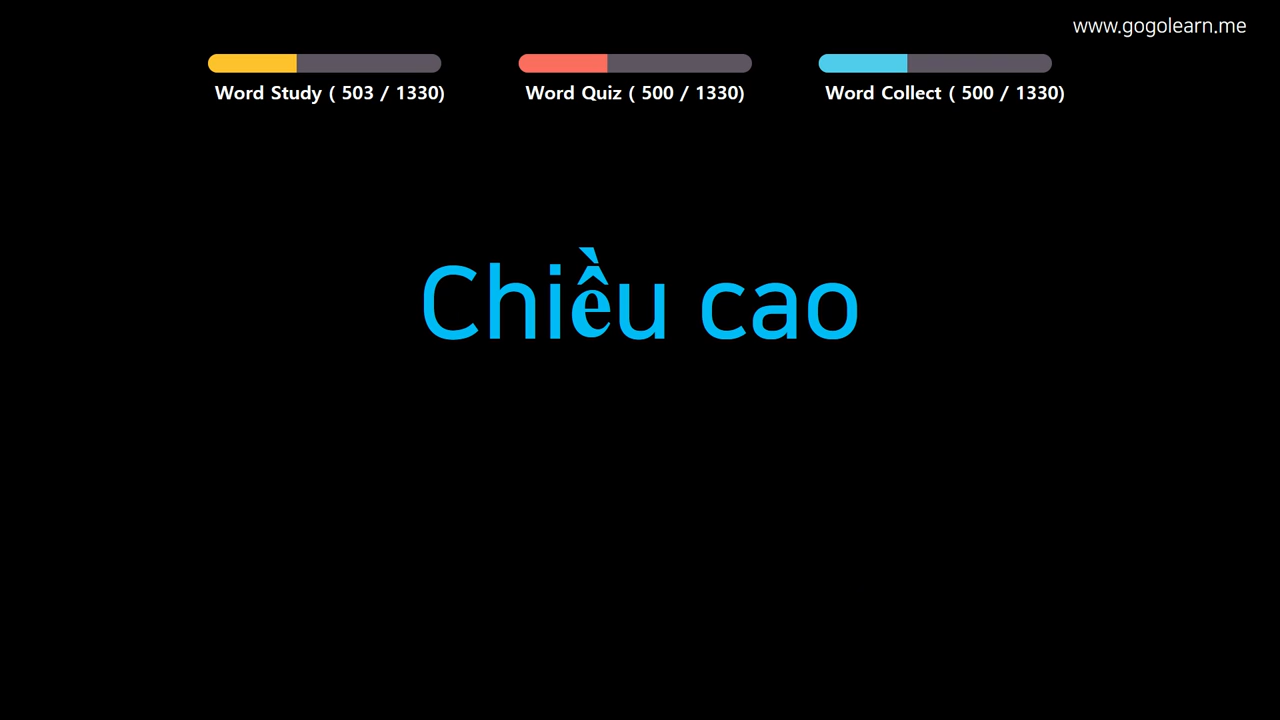 www.gogolearn.me
Word Study ( 503 / 1330)
Word Quiz ( 500 / 1330)
Word Collect ( 500 / 1330)
Chiều cao